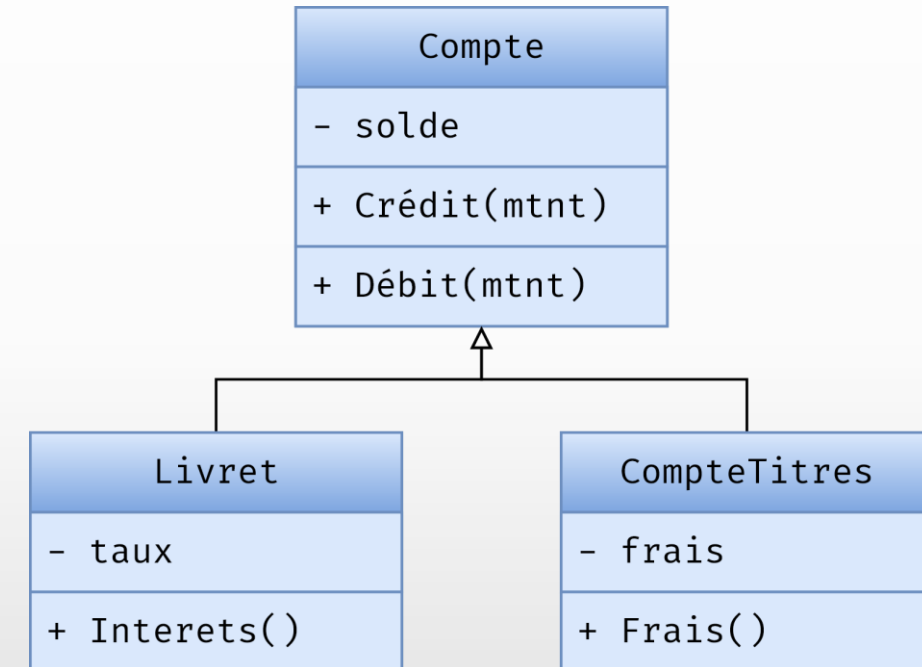 Compte
- solde
+ Crédit(mtnt)
+ Débit(mtnt)
Livret
- taux
+ Interets()
CompteTitres
- frais
+ Frais()